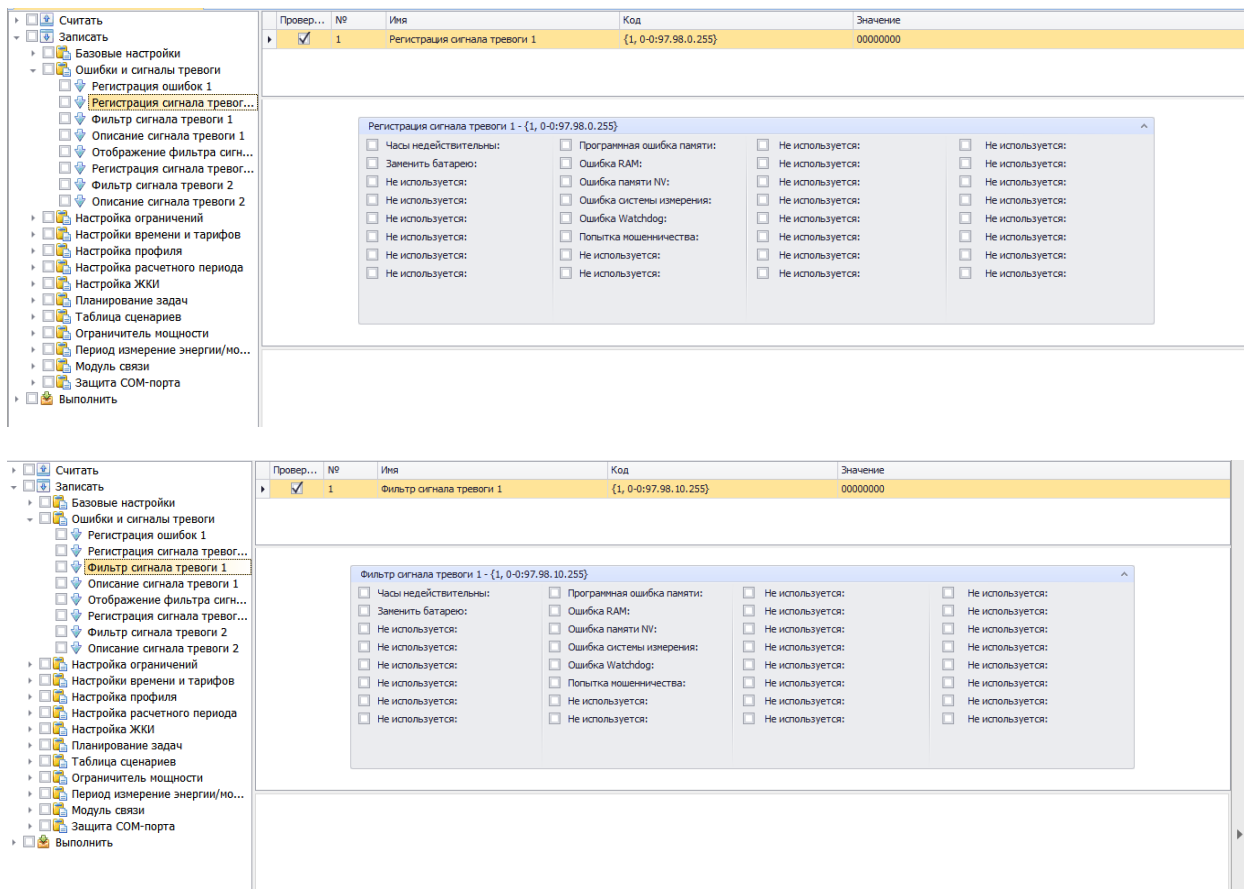 Считать
Записать
Базовые настройки
Ошибки и сигналы тревоги
Регистрация ошибок 1
Регистрация сигнала тревог...
Фильтр сигнала тревоги 1
Описание сигнала тревоги 1
Отображение фильтра сигн...
Регистрация сигнала тревог...
Фильтр сигнала тревоги 2
Описание сигнала тревоги 2
Настройка ограничений
Настройки времени и тарифов
Настройка профиля
Настройка расчетного периода
Настройка ЖКИ
Планирование задач
Таблица сценариев
Ограничитель мощности
Период измерение энергии/мо...
Модуль связи
Защита COM-порта
Выполнить
Провер... № Имя Код Значение
1 Регистрация сигнала тревоги 1 {1, 0-0:97.98.0.255} 00000000
Регистрация сигнала тревоги 1 - {1, 0-0:97.98.0.255}
Часы недействительны: Программная ошибка памяти: Не используется: Не используется:
Заменить батарею: Ошибка RAM: Не используется: Не используется:
Не используется: Ошибка памяти NV: Не используется: Не используется:
Не используется: Ошибка системы измерения: Не используется: Не используется:
Не используется: Ошибка Watchdog: Не используется: Не используется:
Не используется: Попытка мошенничества: Не используется: Не используется:
Не используется: Не используется: Не используется: Не используется:
Не используется: Не используется: Не используется: Не используется:
Считать
Записать
Базовые настройки
Ошибки и сигналы тревоги
Регистрация ошибок 1
Регистрация сигнала тревог...
Фильтр сигнала тревоги 1
Описание сигнала тревоги 1
Отображение фильтра сигн...
Регистрация сигнала тревог...
Фильтр сигнала тревоги 2
Описание сигнала тревоги 2
Настройка ограничений
Настройки времени и тарифов
Настройка профиля
Настройка расчетного периода
Настройка ЖКИ
Планирование задач
Таблица сценариев
Ограничитель мощности
Период измерение энергии/мо...
Модуль связи
Защита COM-порта
Выполнить
Провер... № Имя Код Значение
1 Фильтр сигнала тревоги 1 {1, 0-0:97.98.10.255} 00000000
Фильтр сигнала тревоги 1 - {1, 0-0:97.98.10.255}
Часы недействительны: Программная ошибка памяти: Не используется: Не используется:
Заменить батарею: Ошибка RAM: Не используется: Не используется:
Не используется: Ошибка памяти NV: Не используется: Не используется:
Не используется: Ошибка системы измерения: Не используется: Не используется:
Не используется: Ошибка Watchdog: Не используется: Не используется:
Не используется: Попытка мошенничества: Не используется: Не используется:
Не используется: Не используется: Не используется: Не используется:
Не используется: Не используется: Не используется: Не используется: